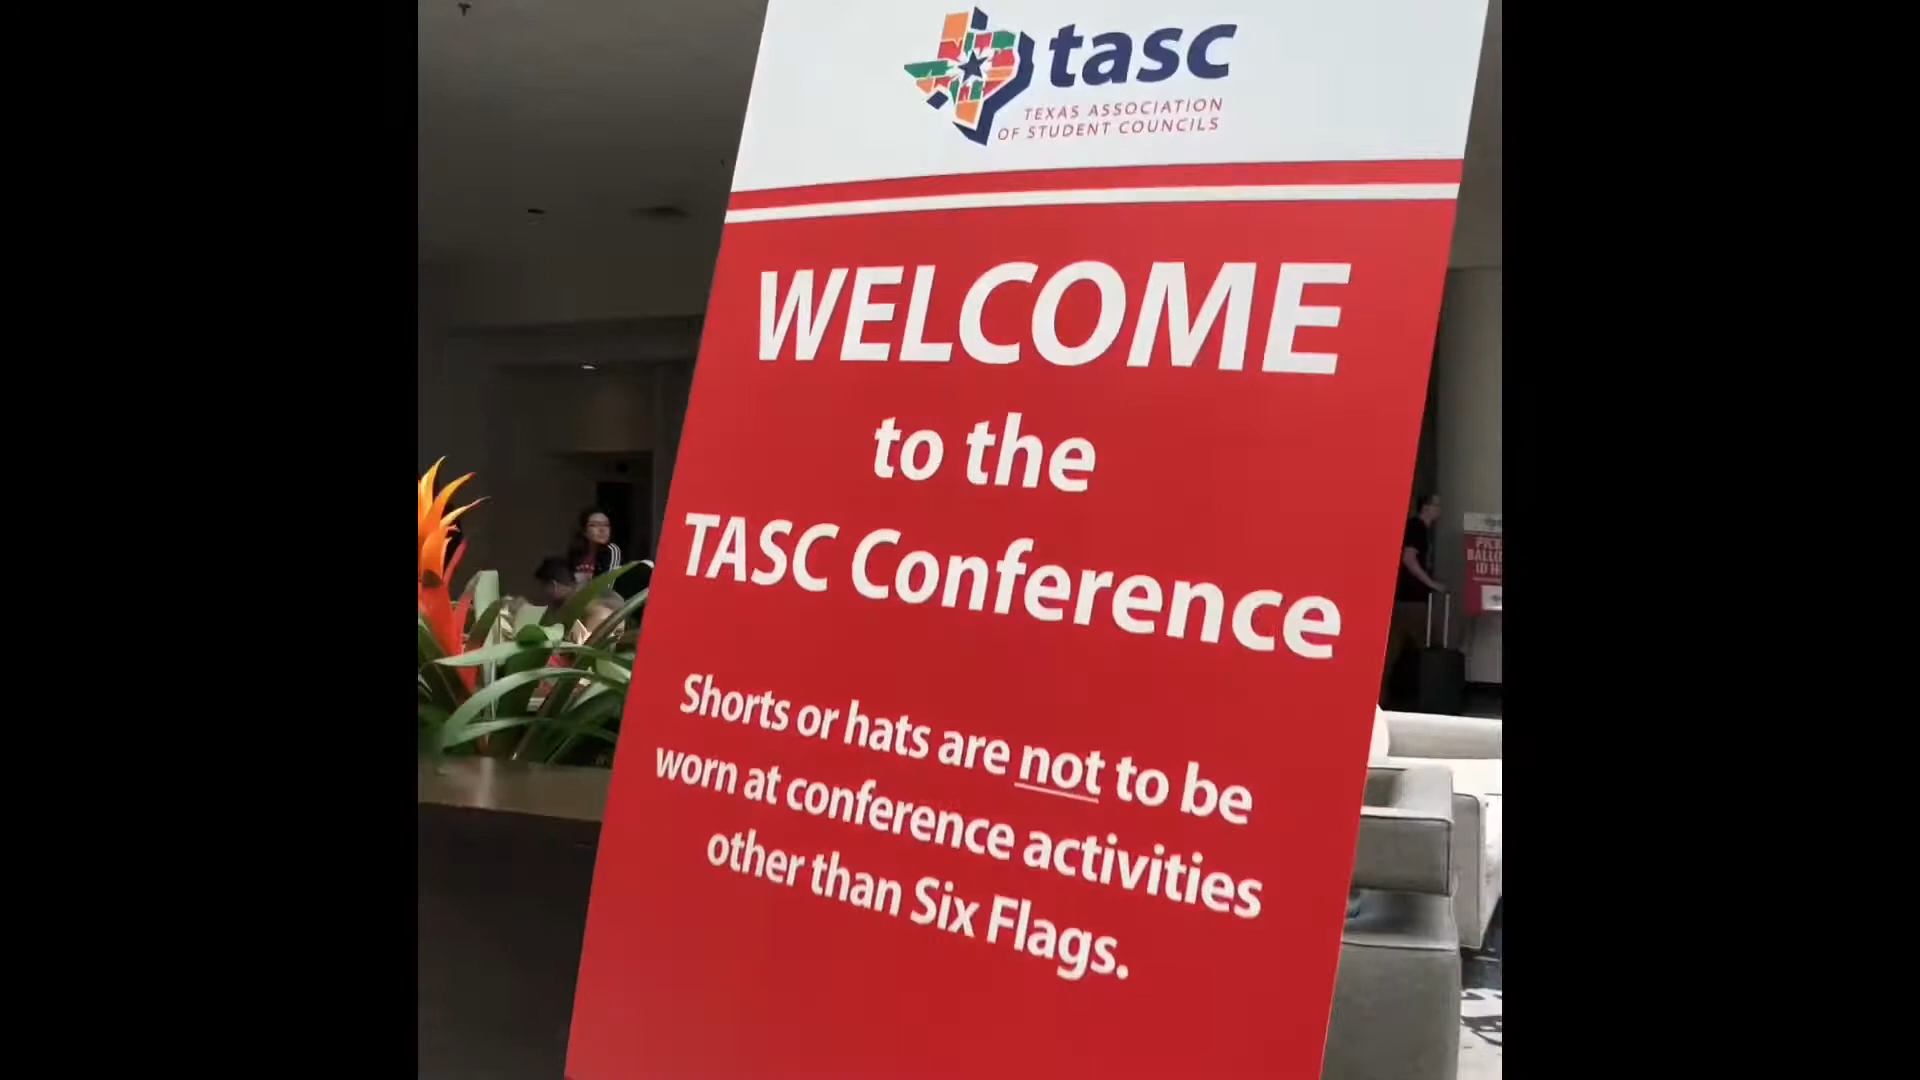 tasc
TEXAS ASSOCIATION
OF STUDENT COUNCILS
WELCOME
to the
TASC Conference
Shorts or hats are not to be
worn at conference activities
other than Six Flags.